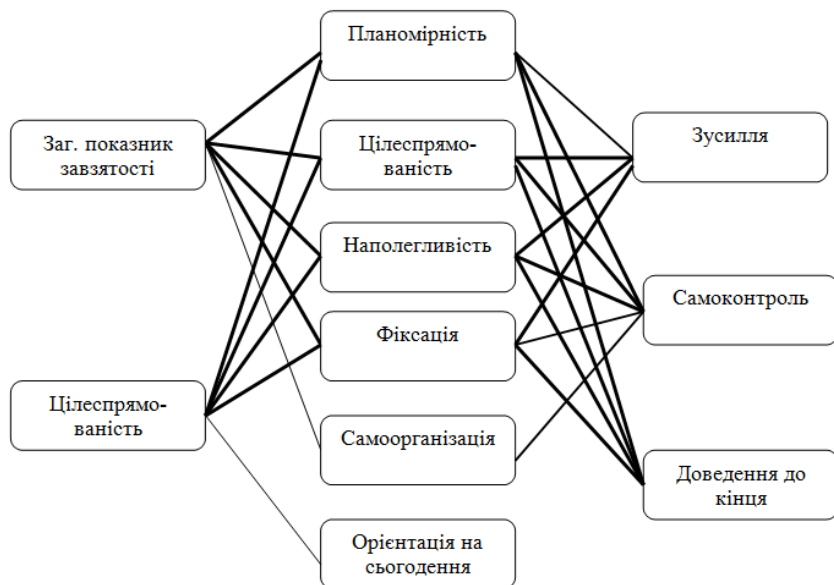 Планомірність
Заг. показник
завзятості
Цілеспрямо-
ваність
Зусилля
Наполегливість
Самоконтроль
Фіксація
Цілеспрямо-
ваність
Самоорганізація
Доведення до
кінця
Орієнтація на
сьогодення